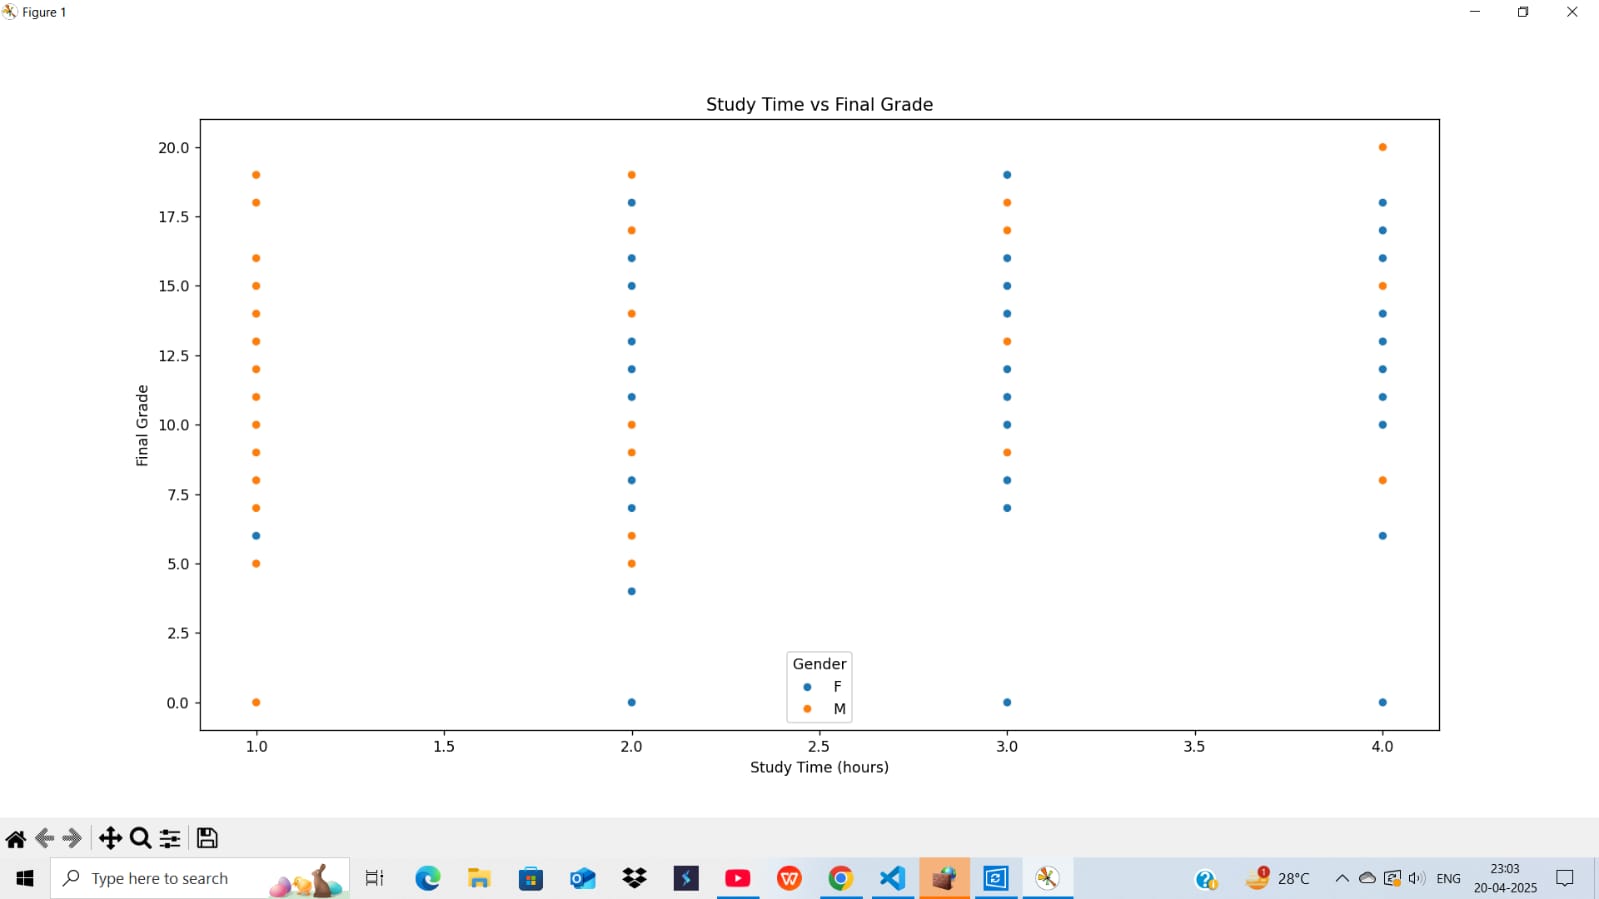 Figure 1
Study Time vs Final Grade
20.0
17.5
15.0
12.5
10.0
7.5
5.0
2.5
0.0
Final Grade
Gender
F
M
1.0 1.5 2.0 2.5 3.0 3.5 4.0
Study Time (hours)
Type here to search
1
28°C
ENG
23:03
20-04-2025